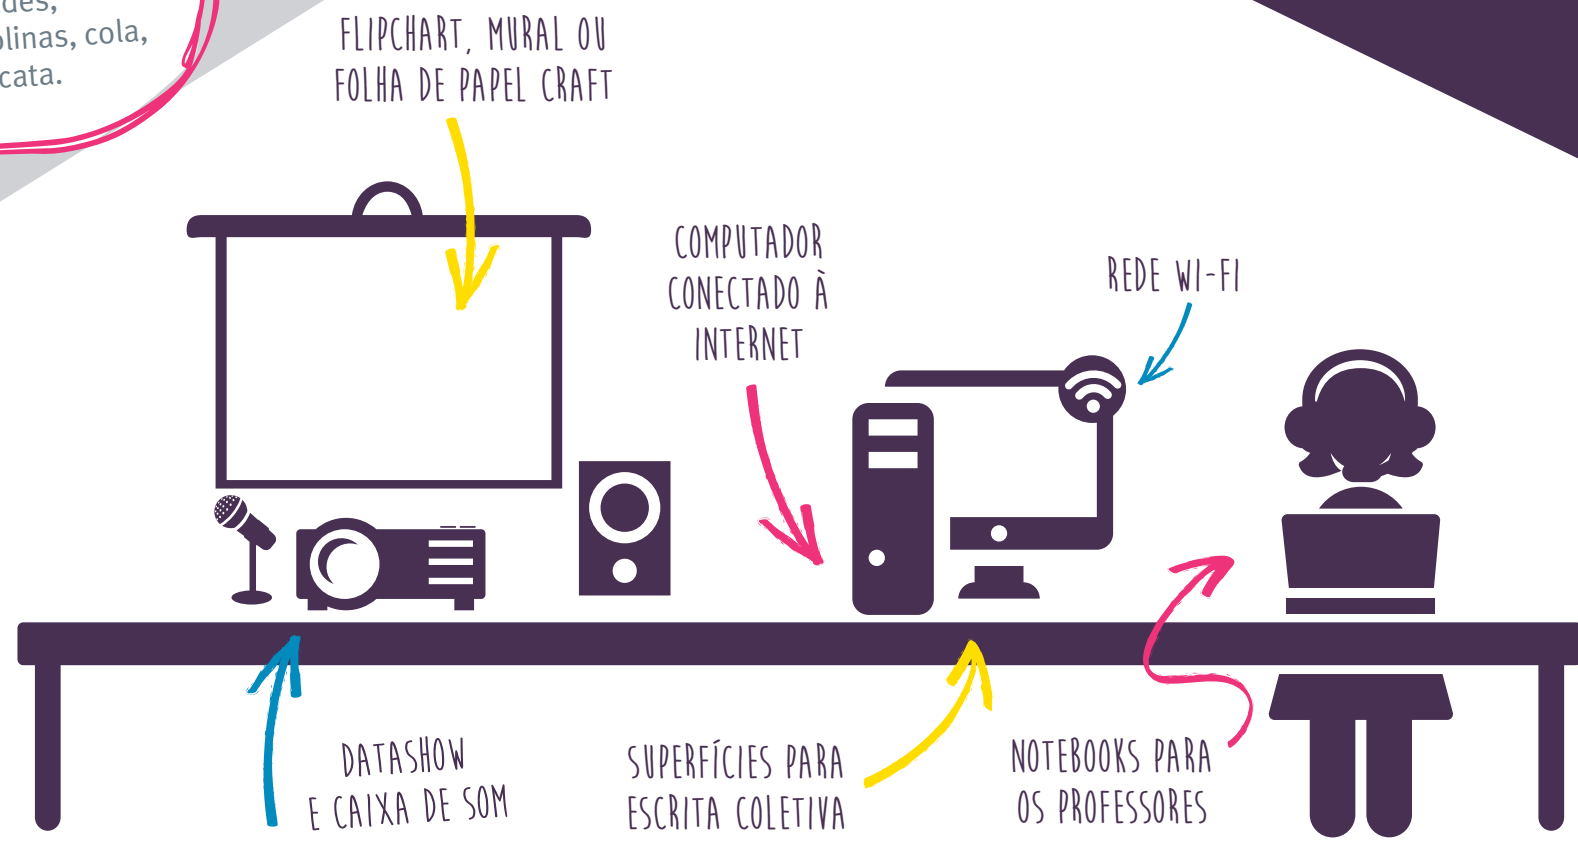 cola,
cata.
FLIPCHART, MURAL OU
FOLHA DE PAPEL CRAFT
COMPUTADOR
CONECTADO À
INTERNET
REDE WI-FI
DATASHOW
E CAIXA DE SOM
SUPERFÍCIES PARA
ESCRITA COLETIVA
NOTEBOOKS PARA
OS PROFESSORES